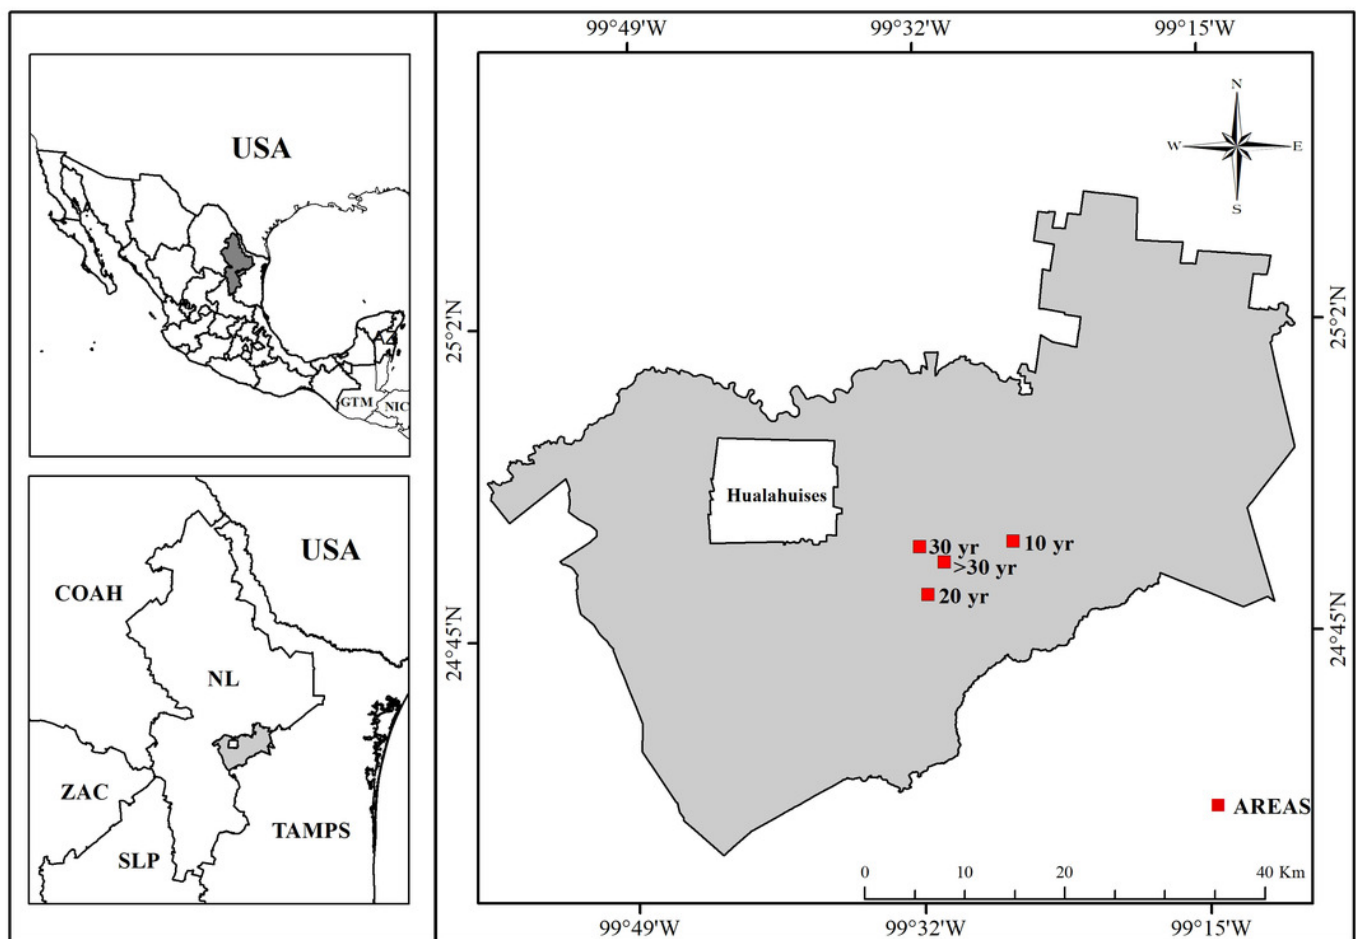 USA
GTM
NIC
USA
COAH
NL
ZAC
SLP
TAMPS
99°49'W
99°32'W
99°15'W
N
W
E
S
25°2'N
25°2'N
Hualahuises
30 yr
10 yr
>30 yr
20 yr
24°45'N
24°45'N
AREAS
0
10
20
40 Km
99°49'W
99°32'W
99°15'W